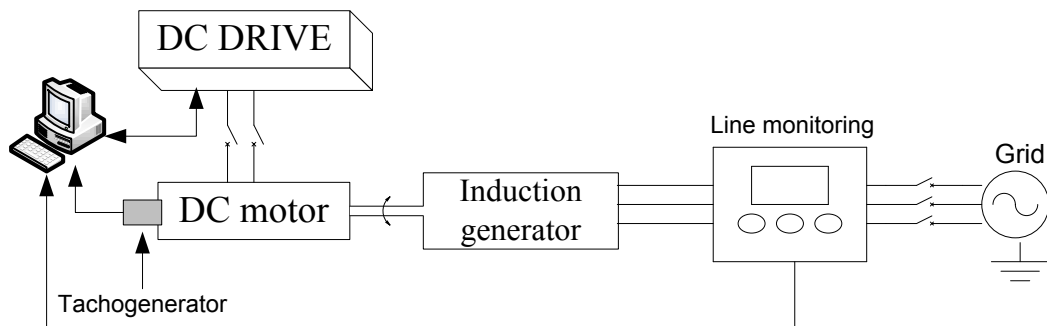 DC DRIVE
Line monitoring
Grid
DC motor
Induction
generator
Tachogenerator